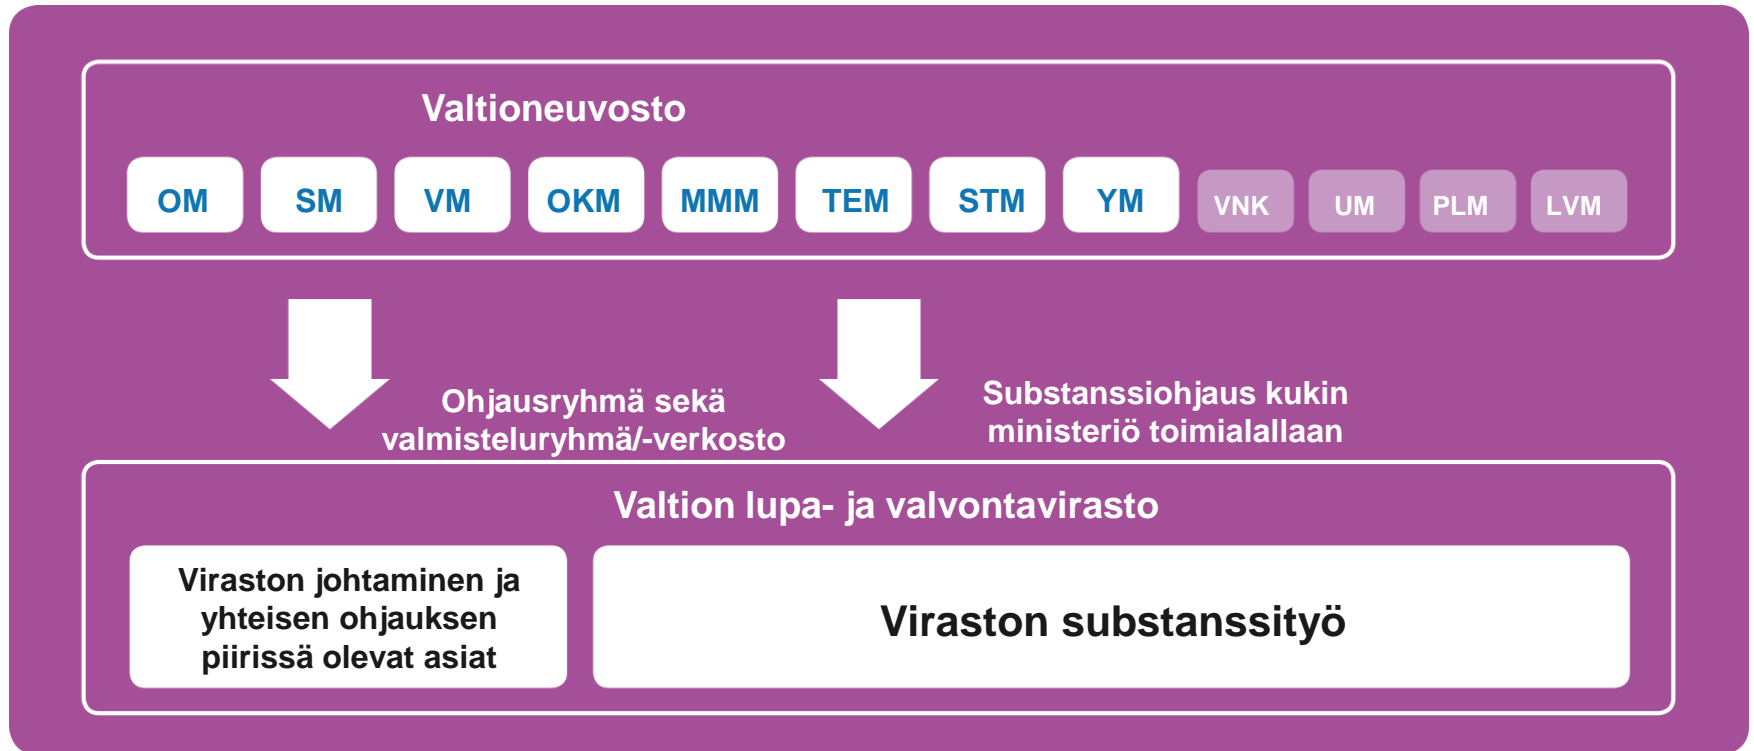 Valtioneuvosto
OM SM VM OKM MMM TEM STM YM VNK UM PLM LVM
Ohjausryhmä sekä
valmisteluryhmä/-verkosto
Substanssiohjaus kukin
ministeriö toimialallaan
Valtion lupa- ja valvontavirasto
Viraston johtaminen ja
yhteisen ohjauksen
piirissä olevat asiat
Viraston substanssityö